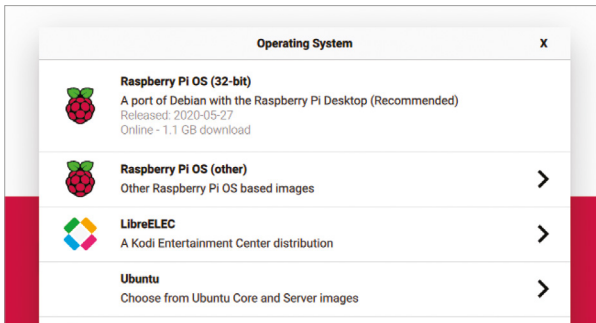 Operating System
X
Raspberry Pi OS (32-bit)
A port of Debian with the Raspberry Pi Desktop (Recommended)
Released: 2020-05-27
Online - 1.1 GB download
Raspberry Pi OS (other)
Other Raspberry Pi OS based images
LibreELEC
A Kodi Entertainment Center distribution
Ubuntu
Choose from Ubuntu Core and Server images